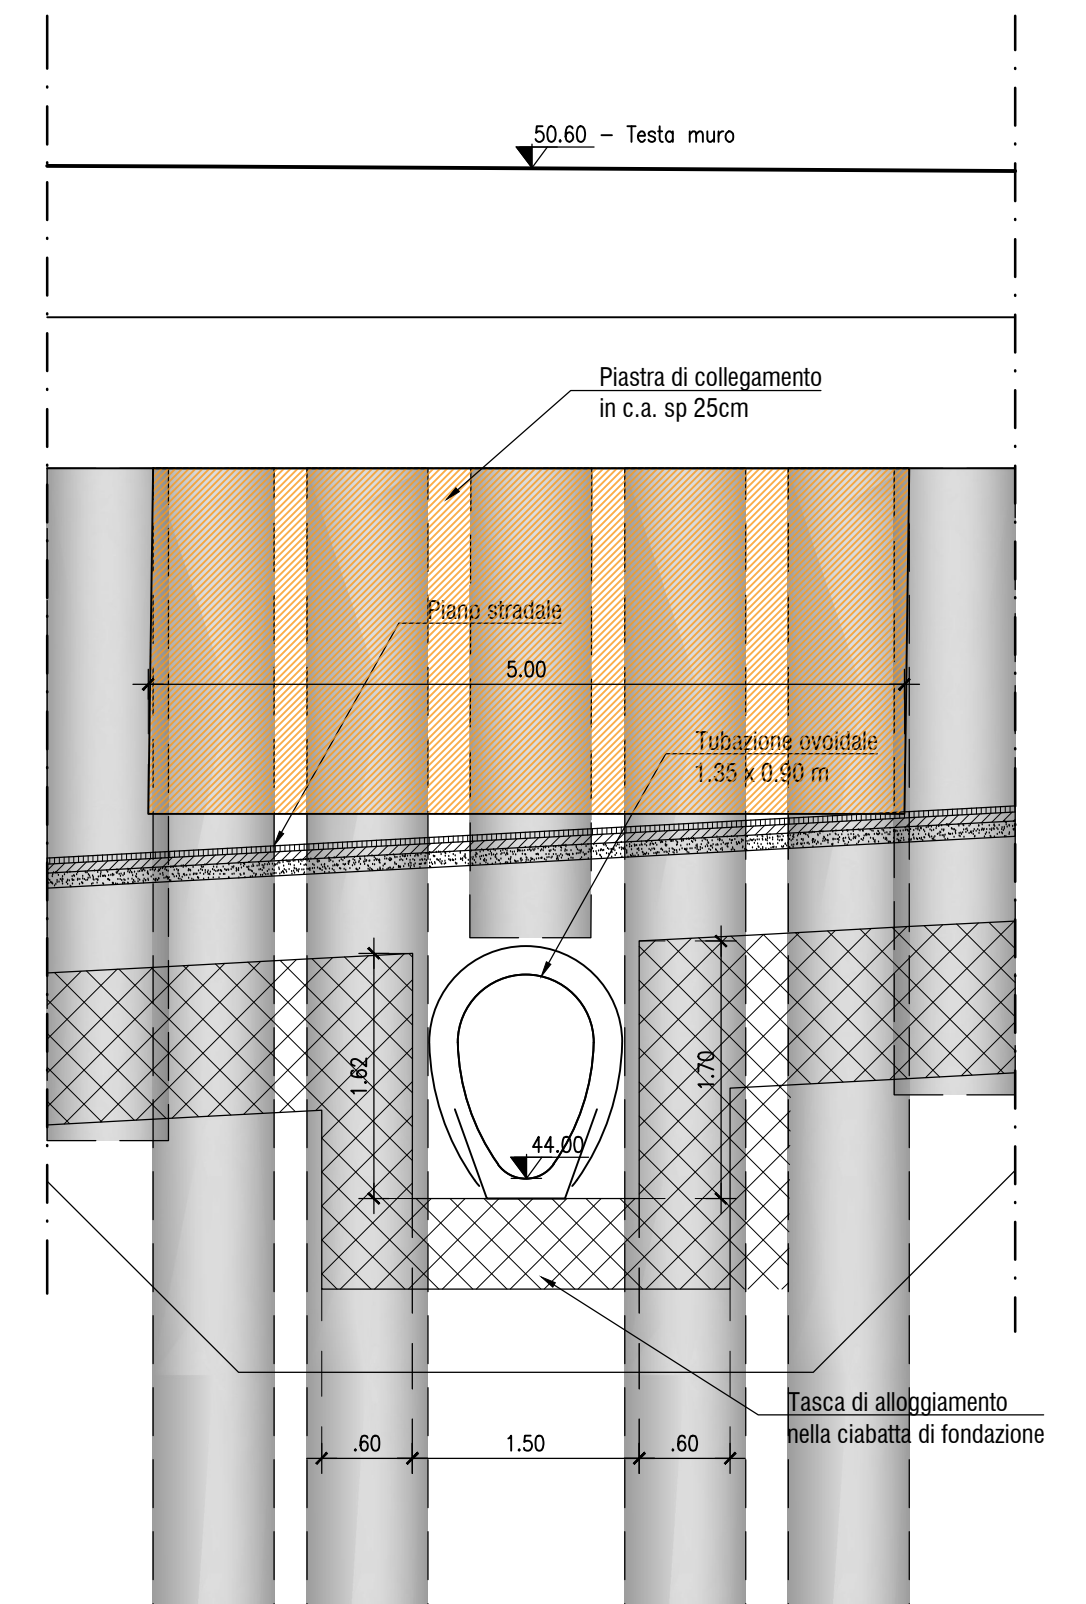 50.60 – Testa muro
Piastra di collegamento
in c.a. sp 25cm
Piano stradale
5.00
Tubazione ovoidale
1.35 x 0.90 m
1.62
1.70
44.00
Tasca di alloggiamento
nella ciabatta di fondazione
.60
1.50
.60